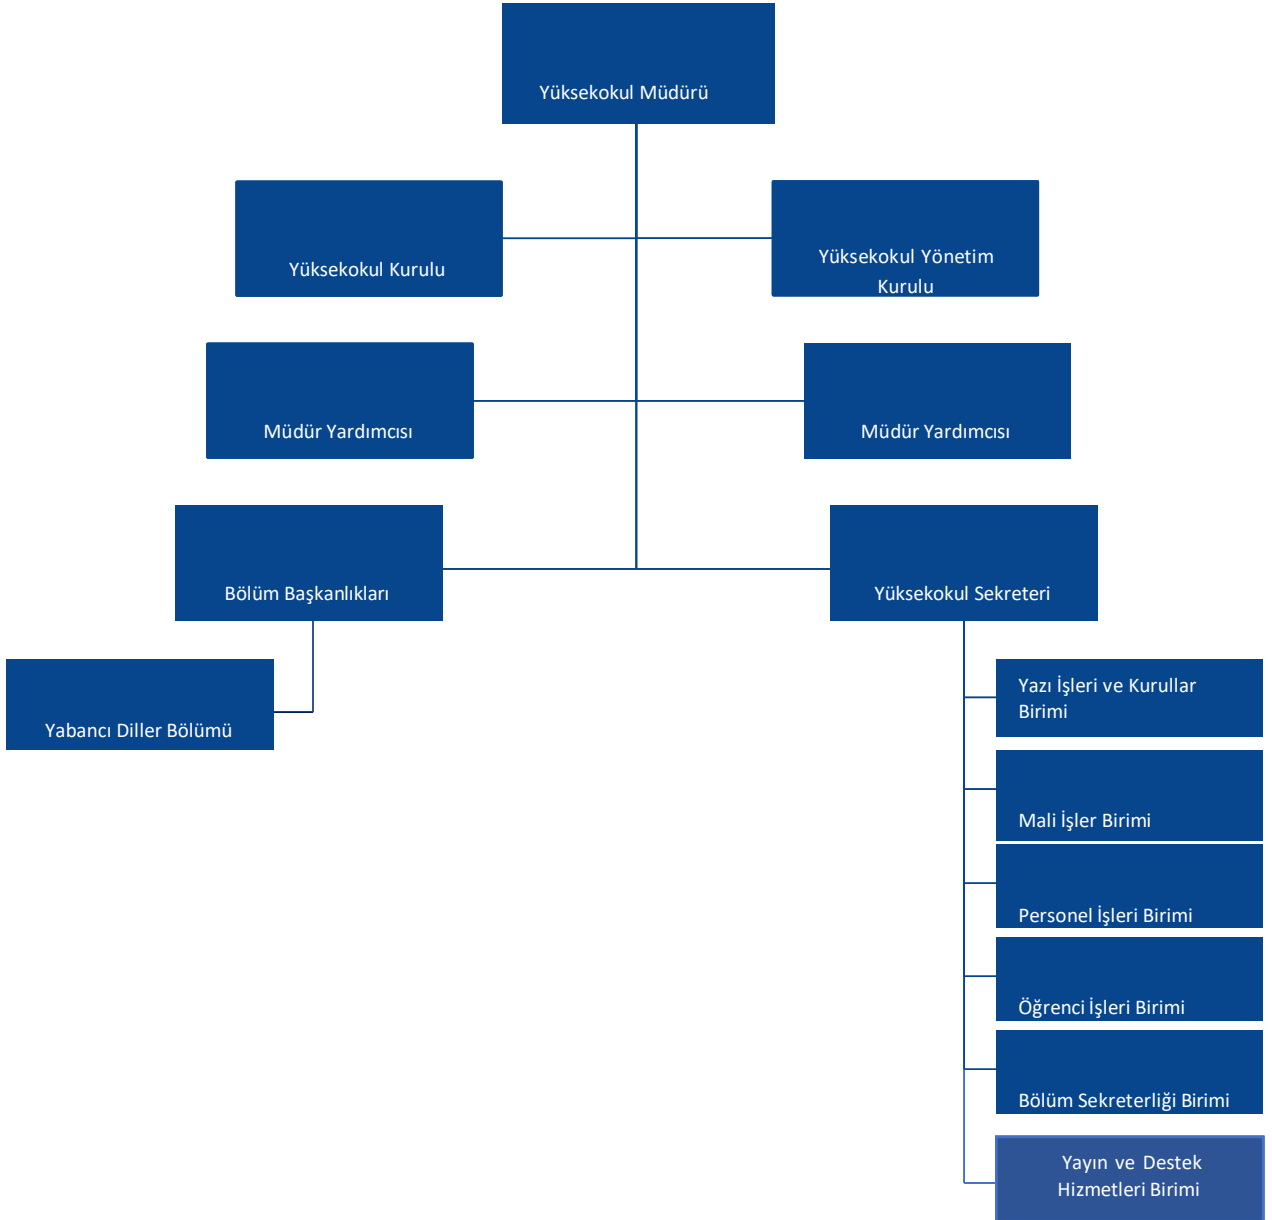 Yüksekokul Müdürü
Yüksekokul Kurulu
Yüksekokul Yönetim
Kurulu
Müdür Yardımcısı
Müdür Yardımcısı
Bölüm Başkanlıkları
Yüksekokul Sekreteri
Yabancı Diller Bölümü
Yazı İşleri ve Kurullar
Birimi
Mali İşler Birimi
Personel İşleri Birimi
Öğrenci İşleri Birimi
Bölüm Sekreterliği Birimi
Yayın ve Destek
Hizmetleri Birimi